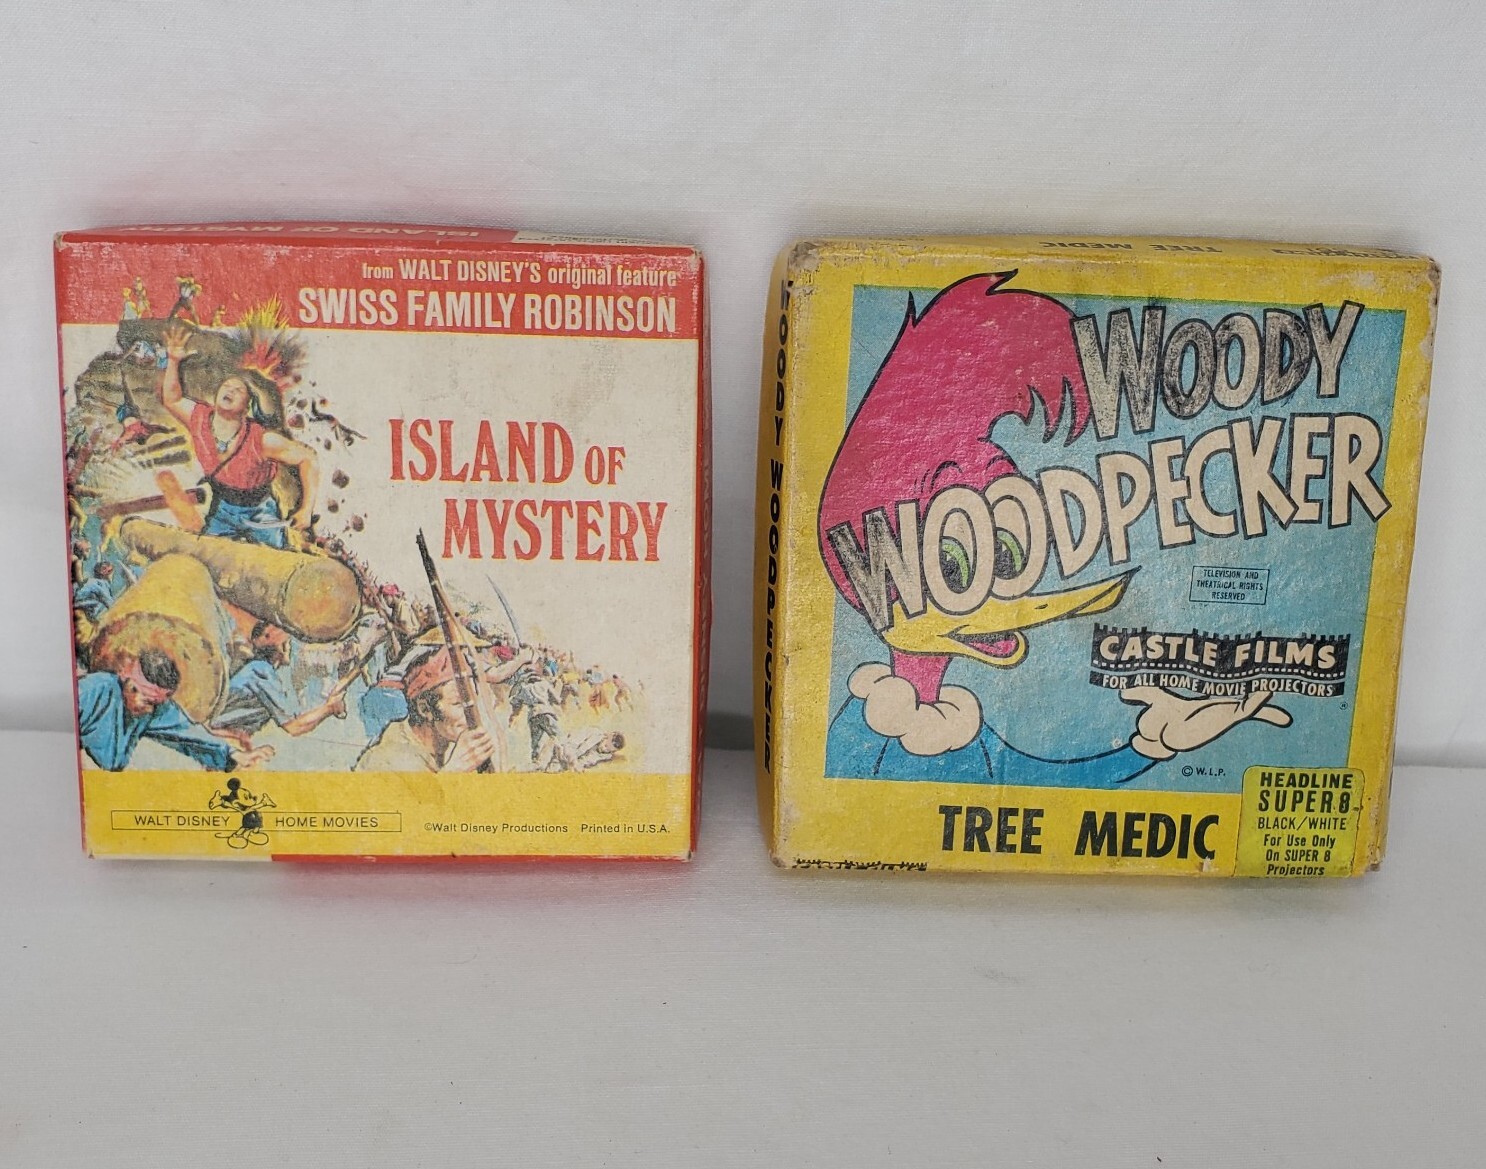 ISLAND OF MYSTERY
from WALT DISNEY'S original feature
SWISS FAMILY ROBINSON
ISLAND OF
MYSTERY
WALT DISNEY HOME MOVIES
©Walt Disney Productions Printed in U.S.A.
TREE MEDIC
WOODY WOODPECKER
WOODY
WOODPECKER
TELEVISION AND
THEATRICAL RIGHTS
RESERVED
CASTLE FILMS
FOR ALL HOME MOVIE PROJECTORS
®
© W.L.P.
TREE MEDIC
HEADLINE
SUPER 8
BLACK/WHITE
For Use Only
On SUPER 8
Projectors